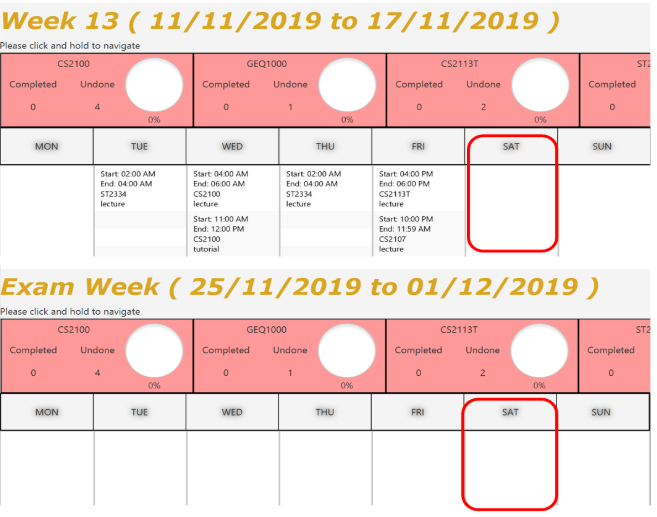 Week 13 ( 11/11/2019 to 17/11/2019 )
Please click and hold to navigate
CS2100 GEQ1000 CS2113T ST2
Completed Undone Completed Undone Completed Undone Completed
0 4 0 1 0 2 0
0% 0% 0%
MON TUE WED THU FRI SAT SUN
Start: 02:00 AM Start: 04:00 AM Start: 02:00 AM Start: 04:00 PM
End: 04:00 AM End: 06:00 AM End: 04:00 AM End: 06:00 PM
ST2334 CS2100 ST2334 CS2113T
lecture lecture lecture lecture
Start: 11:00 AM Start: 10:00 PM
End: 12:00 PM End: 11:59 AM
CS2100 CS2107
tutorial lecture
Exam Week ( 25/11/2019 to 01/12/2019 )
Please click and hold to navigate
CS2100 GEQ1000 CS2113T ST2
Completed Undone Completed Undone Completed Undone Completed
0 4 0 1 0 2 0
0% 0% 0%
MON TUE WED THU FRI SAT SUN